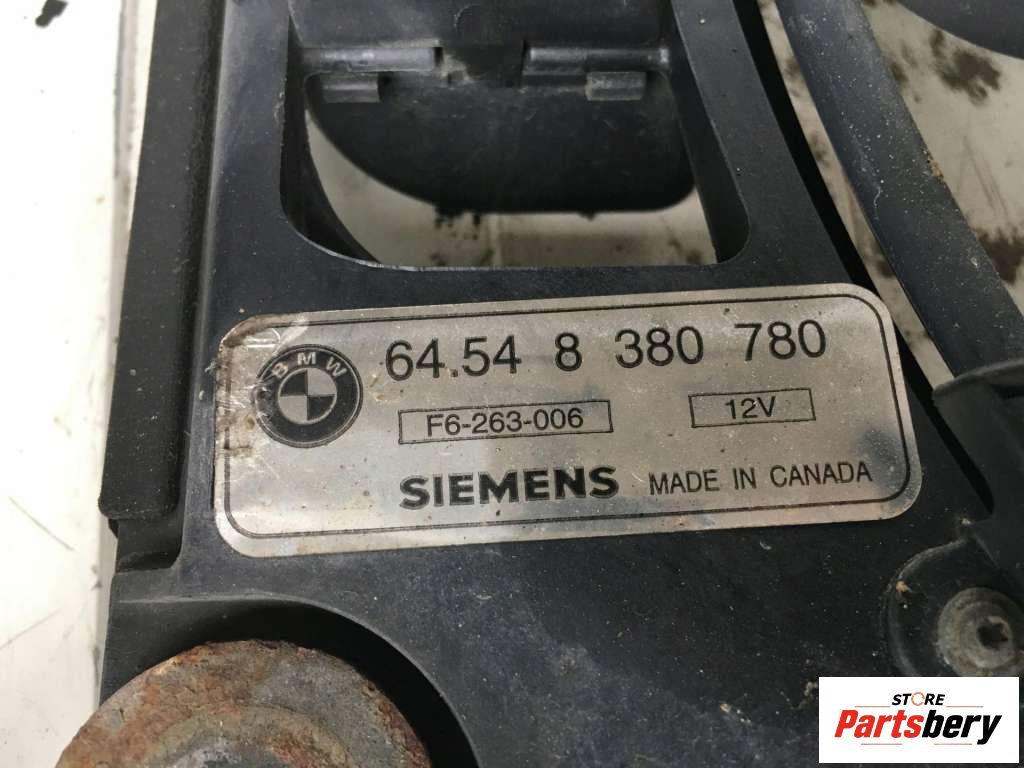 BMW
64.54 8 380 780
F6-263-006
12V
SIEMENS MADE IN CANADA
STORE
Partsbery